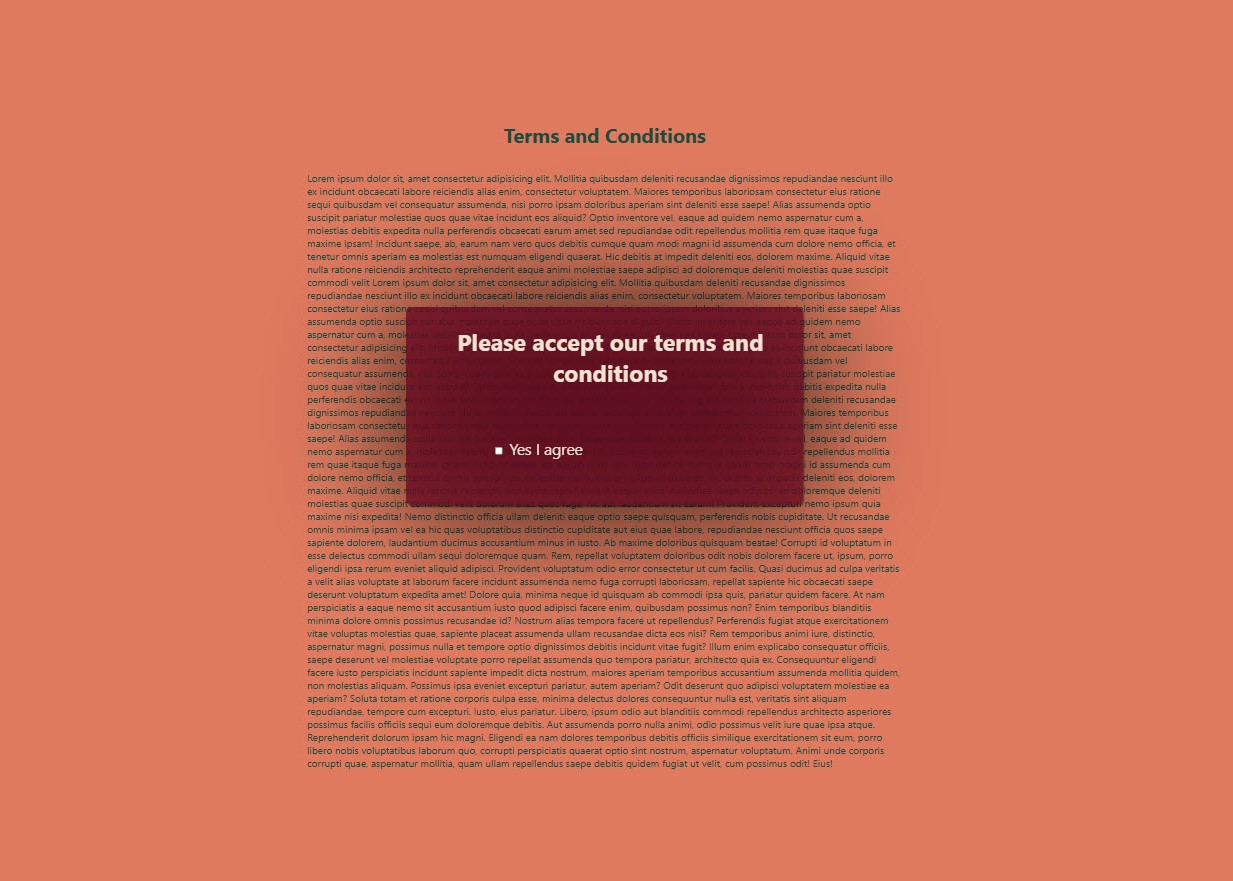 Terms and Conditions
Lorem ipsum dolor sit, amet consectetur adipisicing elit. Mollitia quibusdam deleniti recusandae dignissimos repudiandae nesciunt illo
ex incidunt obcaecati labore reiciendis alias enim, consectetur voluptatem. Maiores temporibus laboriosam consectetur eius ratione
sequi quibusdam vel consequatur assumenda, nisi porro ipsam doloribus aperiam sint deleniti esse saepe! Alias assumenda optio
suscipit pariatur molestiae quos quae vitae incidunt eos aliquid? Optio inventore vel, eaque ad quidem nemo aspernatur cum a,
molestias debitis expedita nulla perferendis obcaecati earum amet sed repudiandae odit repellendus mollitia rem quae itaque fuga
maxime ipsam! Incidunt saepe, ab, earum nam vero quos debitis cumque quam modi magni id assumenda cum dolore nemo officia, et
tenetur omnis aperiam ea molestias est numquam eligendi quaerat. Hic debitis at impedit deleniti eos, dolorem maxime. Aliquid vitae
nulla ratione reiciendis architecto reprehenderit eaque animi molestiae saepe adipisci ad doloremque deleniti molestias quae suscipit
commodi velit Lorem ipsum dolor sit, amet consectetur adipisicing elit. Mollitia quibusdam deleniti recusandae dignissimos
repudiandae nesciunt illo ex incidunt obcaecati labore reiciendis alias enim, consectetur voluptatem. Maiores temporibus laboriosam
consectetur eius ratione sequi quibusdam vel consequatur assumenda, nisi porro ipsam doloribus aperiam sint deleniti esse saepe! Alias
assumenda optio suscipit quidem nemo
aspernatur cum a, sit, amet
consectetur adipisicing incidunt obcaecati labore
reiciendis alias enim, quibusdam vel
consequatur assumenda, suscipit pariatur molestiae
quos quae vitae incidunt debitis expedita nulla
perferendis obcaecati deleniti recusandae
dignissimos repudiandae Maiores temporibus
laboriosam consectetur aperiam sint deleniti esse
saepe! Alias assumenda vel, eaque ad quidem
nemo aspernatur cum repellendus mollitia
rem quae itaque fuga id assumenda cum
dolore nemo officia, et deleniti eos, dolorem
maxime. Aliquid vitae doloremque deleniti
molestias quae suscipit nemo ipsum quia
Please accept our terms and
conditions
Yes I agree
maxime nisi expedita! Nemo distinctio officia ullam deleniti eaque optio saepe quisquam, perferendis nobis cupiditate. Ut recusandae
omnis minima ipsam vel ea hic quas voluptatibus distinctio cupiditate aut eius quae labore, repudiandae nesciunt officia quos saepe
sapiente dolorem, laudantium ducimus accusantium minus in iusto. Ab maxime doloribus quisquam beatae! Corrupti id voluptatum in
esse delectus commodi ullam sequi doloremque quam. Rem, repellat voluptatem doloribus odit nobis dolorem facere ut, ipsum, porro
eligendi ipsa rerum eveniet aliquid adipisci. Provident voluptatum odio error consectetur ut cum facilis. Quasi ducimus ad culpa veritatis
a velit alias voluptate at laborum facere incidunt assumenda nemo fuga corrupti laboriosam, repellat sapiente hic obcaecati saepe
deserunt voluptatum expedita amet! Dolore quia, minima neque id quisquam ab commodi ipsa quis, pariatur quidem facere. At nam
perspiciatis a eaque nemo sit accusantium iusto quod adipisci facere enim, quibusdam possimus non? Enim temporibus blanditiis
minima dolore omnis possimus recusandae id? Nostrum alias tempora facere ut repellendus? Perferendis fugiat atque exercitationem
vitae voluptas molestias quae, sapiente placeat assumenda ullam recusandae dicta eos nisi? Rem temporibus animi iure, distinctio,
aspernatur magni, possimus nulla et tempore optio dignissimos debitis incidunt vitae fugit? Illum enim explicabo consequatur officiis,
saepe deserunt vel molestiae voluptate porro repellat assumenda quo tempora pariatur, architecto quia ex. Consequuntur eligendi
facere iusto perspiciatis incidunt sapiente impedit dicta nostrum, maiores aperiam temporibus accusantium assumenda mollitia quidem,
non molestias aliquam. Possimus ipsa eveniet excepturi pariatur, autem aperiam? Odit deserunt quo adipisci voluptatem molestiae ea
aperiam? Soluta totam et ratione corporis culpa esse, minima delectus dolores consequuntur nulla est, veritatis sint aliquam
repudiandae, tempore cum excepturi. Iusto, eius pariatur. Libero, ipsum odio aut blanditiis commodi repellendus architecto asperiores
possimus facilis officiis sequi eum doloremque debitis. Aut assumenda porro nulla animi, odio possimus velit iure quae ipsa atque.
Reprehenderit dolorum ipsam hic magni. Eligendi ea nam dolores temporibus debitis officiis similique exercitationem sit eum, porro
libero nobis voluptatibus laborum quo, corrupti perspiciatis quaerat optio sint nostrum, aspernatur voluptatum. Animi unde corporis
corrupti quae, aspernatur mollitia, quam ullam repellendus saepe debitis quidem fugiat ut velit, cum possimus odit! Eius!